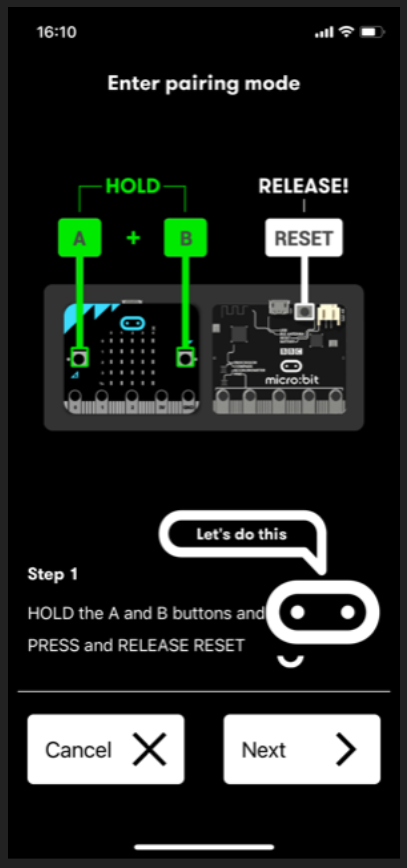 16:10
Enter pairing mode
HOLD
RELEASE!
A + B
RESET
BBC
micro:bit
Let's do this
Step 1
HOLD the A and B buttons and
PRESS and RELEASE RESET
Cancel
Next